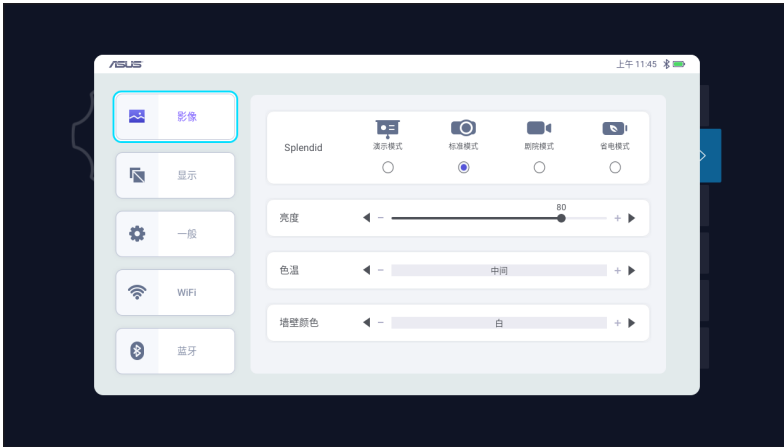 ASUS
上午 11:45
影像
显示
一般
WiFi
蓝牙
Splendid
演示模式
标准模式
剧院模式
省电模式
亮度
80
色温
中间
墙壁颜色
白